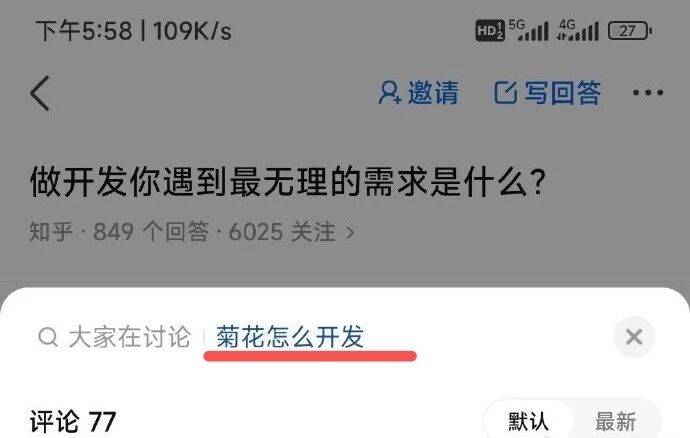 下午5:58 | 109K/s HD 1 2 5G 4G 27
邀请 写回答
做开发你遇到最无理的需求是什么?
知乎 · 849 个回答 · 6025 关注 >
大家在讨论 | 菊花怎么开发
评论 77 默认 最新